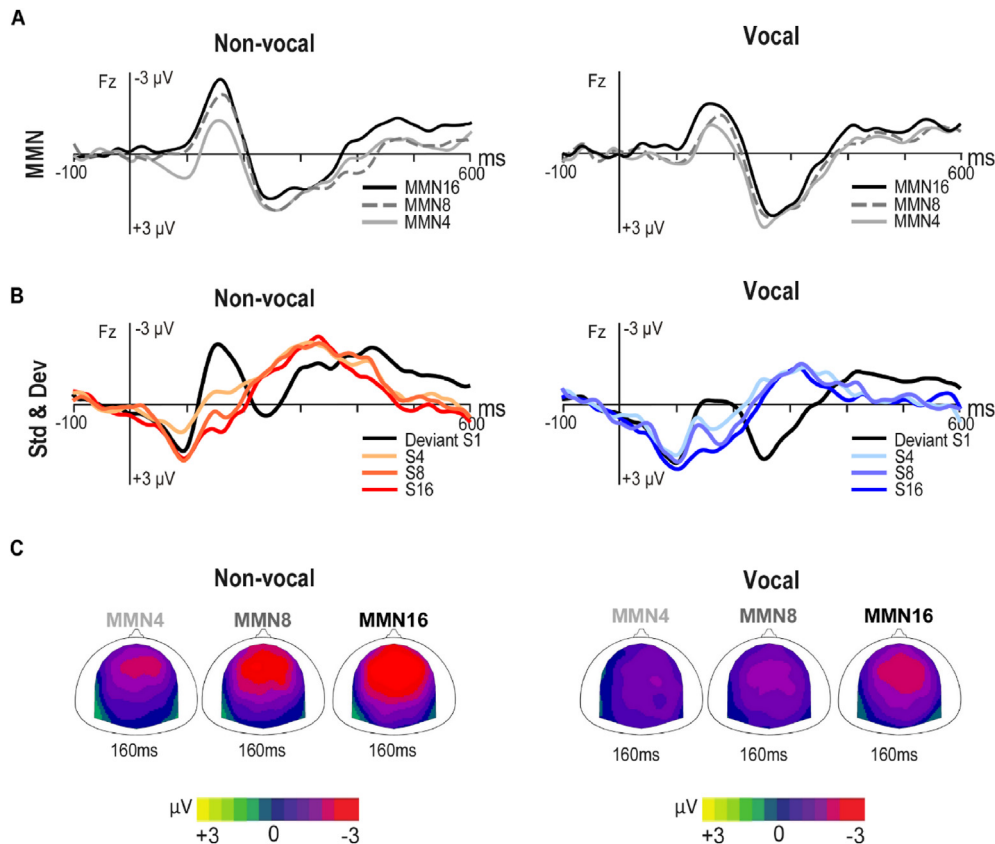 A
Non-vocal
Vocal
Fz
-3 µV
Fz
-3 µV
MMN
-100
ms
600
-100
ms
600
MMN16
MMN8
MMN4
+3 µV
MMN16
MMN8
MMN4
+3 µV
B
Non-vocal
Vocal
Fz
-3 µV
Fz
-3 µV
Std & Dev
-100
ms
600
-100
ms
600
Deviant S1
S4
S8
S16
+3 µV
Deviant S1
S4
S8
S16
+3 µV
C
Non-vocal
Vocal
MMN4 MMN8 MMN16
MMN4 MMN8 MMN16
160ms 160ms 160ms
160ms 160ms 160ms
µV
+3 0 -3
µV
+3 0 -3